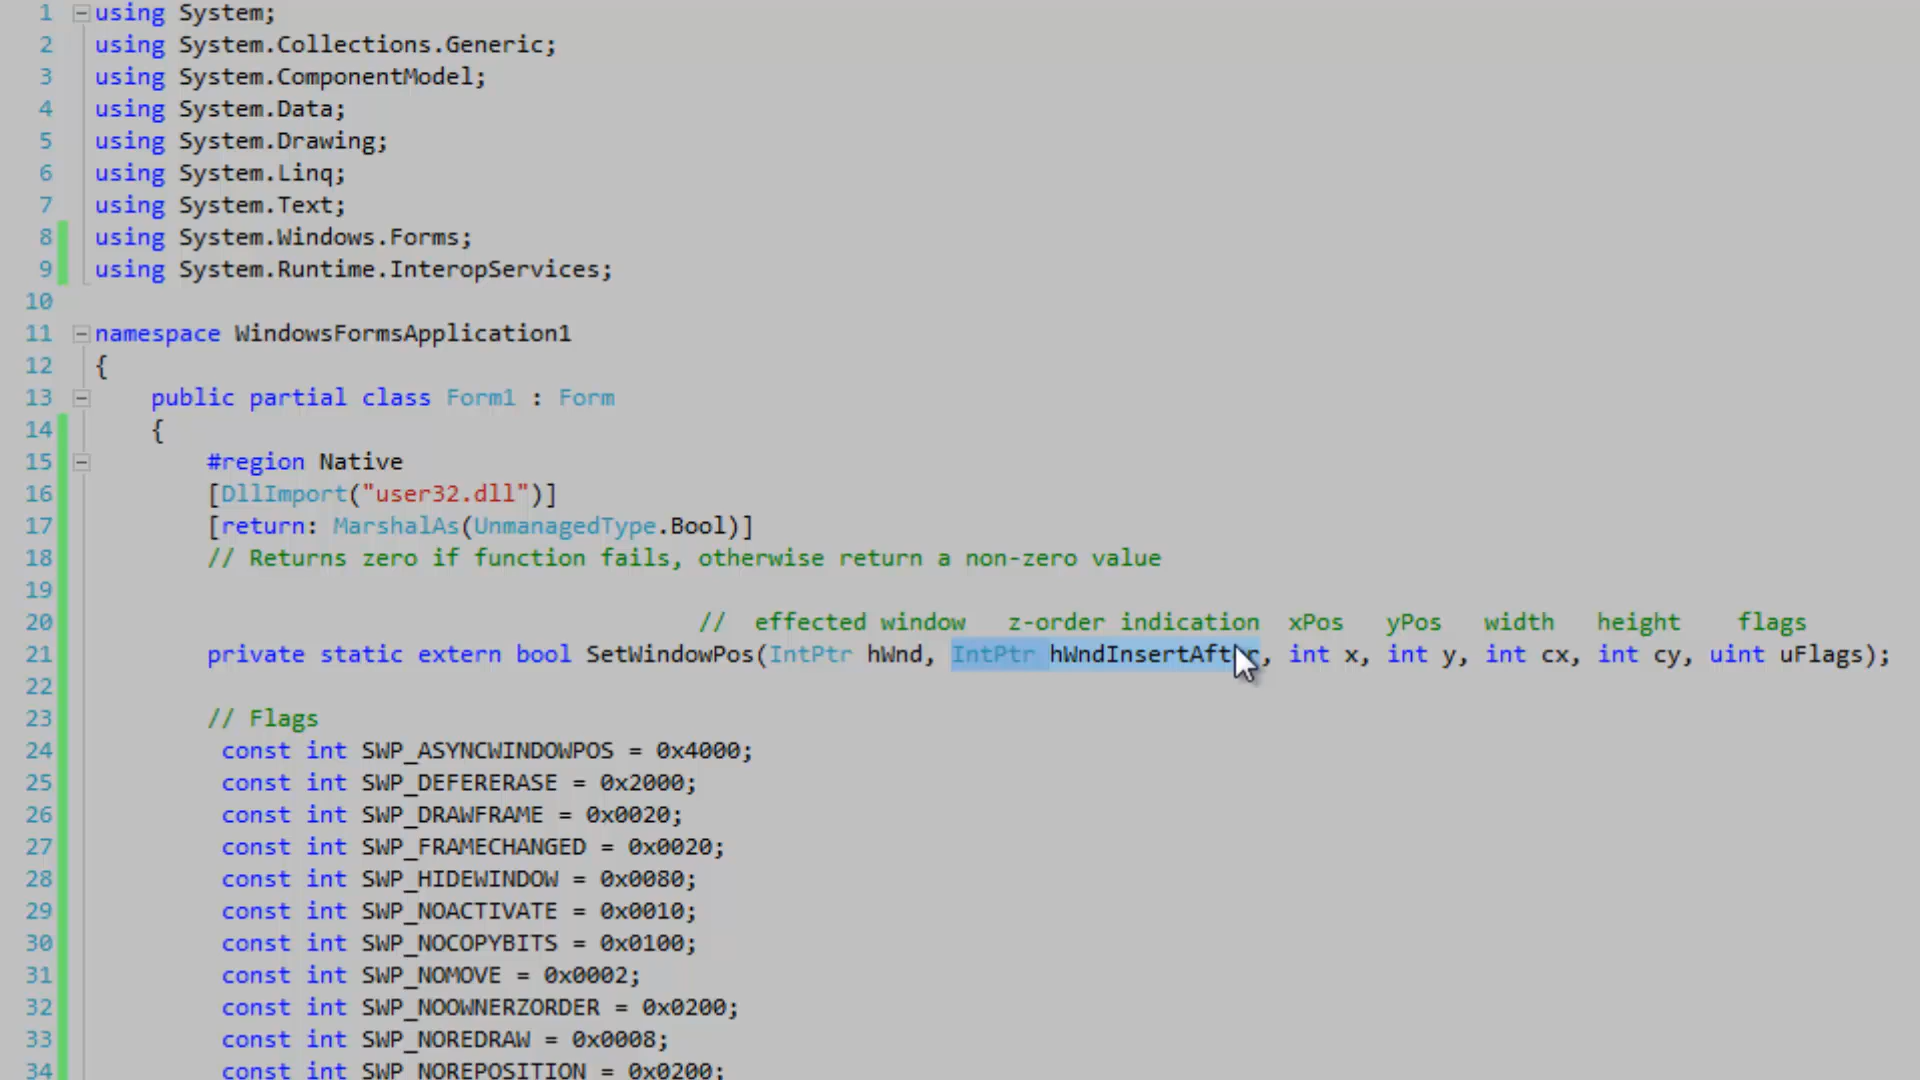 1 using System;
2 using System.Collections.Generic;
3 using System.ComponentModel;
4 using System.Data;
5 using System.Drawing;
6 using System.Linq;
7 using System.Text;
8 using System.Windows.Forms;
9 using System.Runtime.InteropServices;
10
11 namespace WindowsFormsApplication1
12 {
13 public partial class Form1 : Form
14 {
15 #region Native
16 [DllImport("user32.dll")]
17 [return: MarshalAs(UnmanagedType.Bool)]
18 // Returns zero if function fails, otherwise return a non-zero value
19
20 // effected window z-order indication xPos yPos width height flags
21 private static extern bool SetWindowPos(IntPtr hWnd, IntPtr hWndInsertAfter, int x, int y, int cx, int cy, uint uFlags);
22
23 // Flags
24 const int SWP_ASYNCWINDOWPOS = 0x4000;
25 const int SWP_DEFERERASE = 0x2000;
26 const int SWP_DRAWFRAME = 0x0020;
27 const int SWP_FRAMECHANGED = 0x0020;
28 const int SWP_HIDEWINDOW = 0x0080;
29 const int SWP_NOACTIVATE = 0x0010;
30 const int SWP_NOCOPYBITS = 0x0100;
31 const int SWP_NOMOVE = 0x0002;
32 const int SWP_NOOWNERZORDER = 0x0200;
33 const int SWP_NOREDRAW = 0x0008;
34 const int SWP_NOREPOSITION = 0x0200;